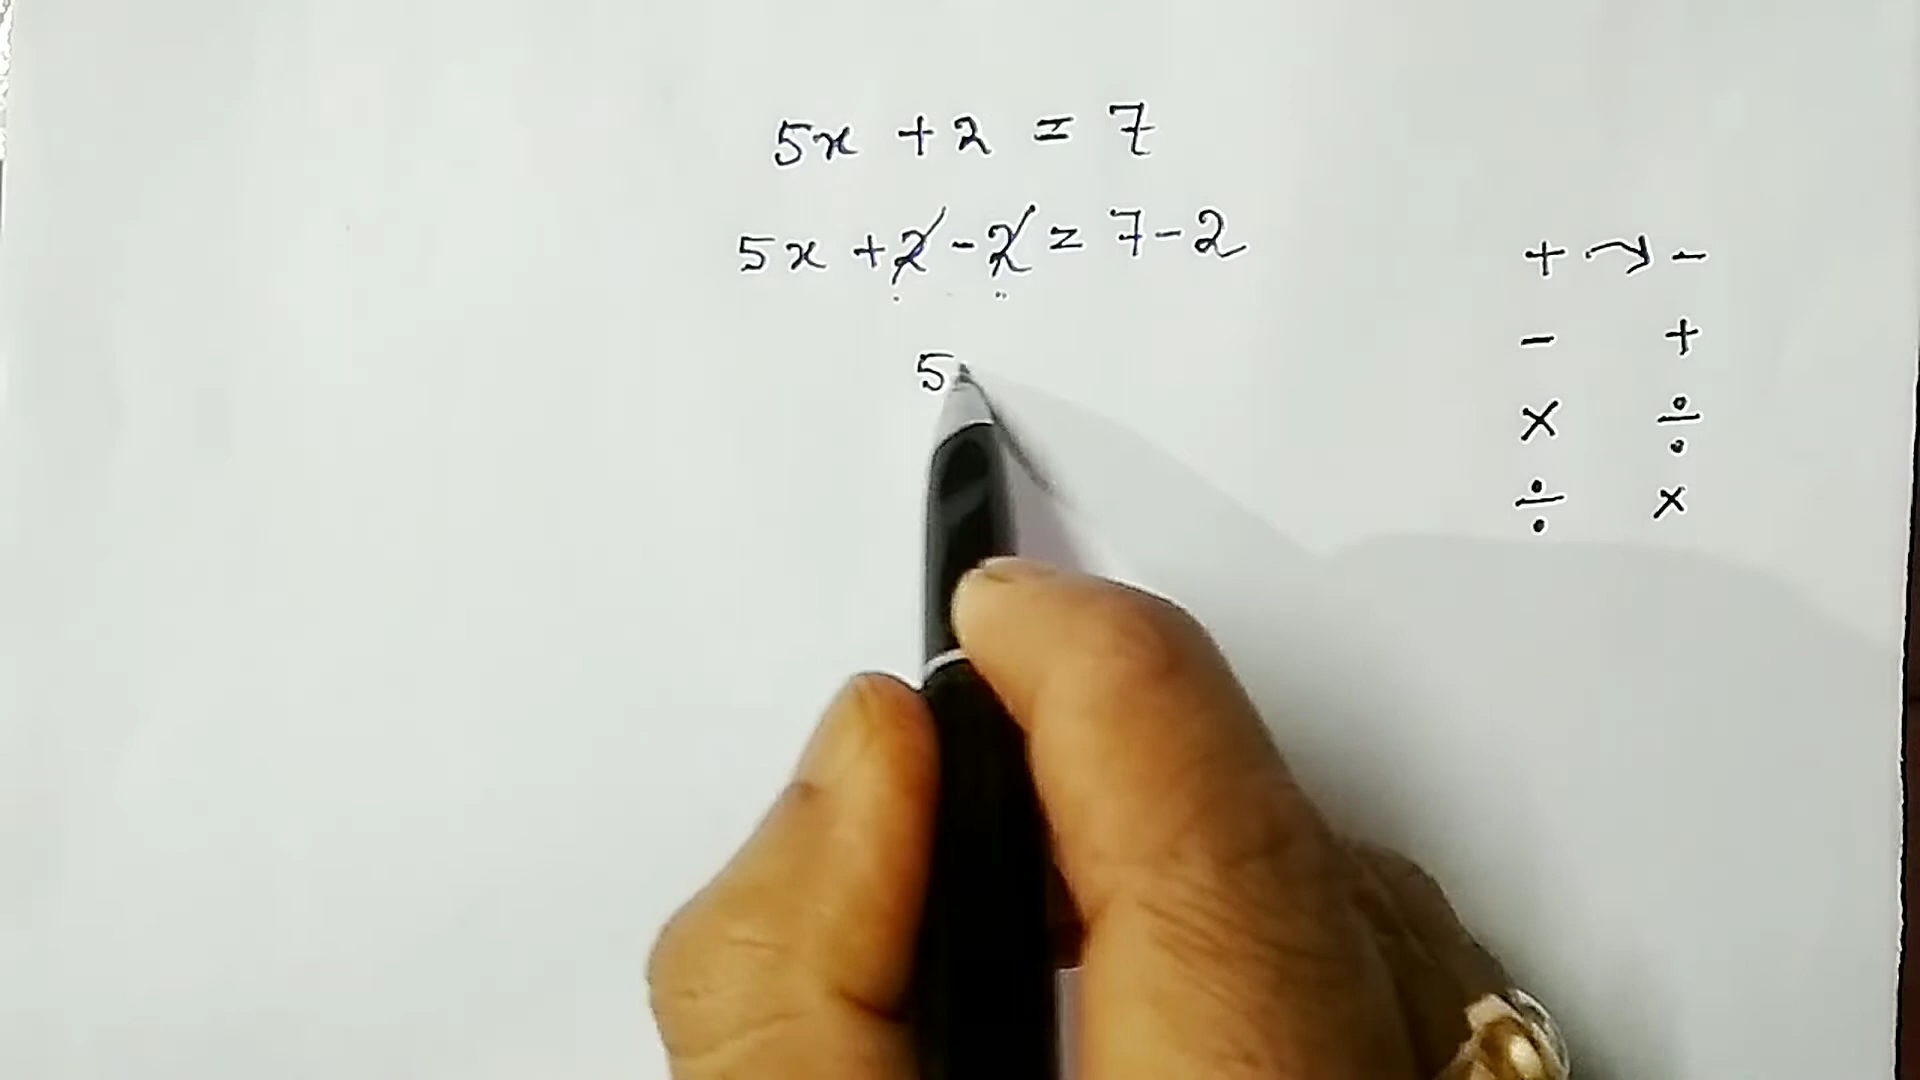 5x + 2 = 7
5x + 2 - 2 = 7 - 2
5
+ → -
- +
× ÷
÷ ×